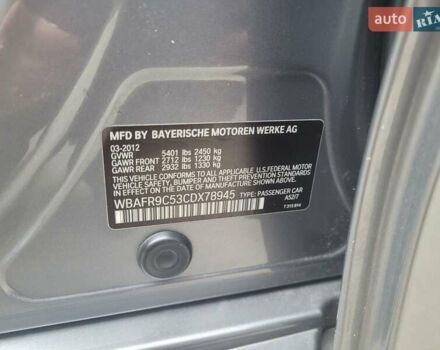 AUTO
RIA
MFD BY BAYERISCHE MOTOREN WERKE AG
03-2012
GVWR 5401 lbs 2450 kg
GAWR FRONT 2712 lbs 1230 kg
GAWR REAR 2932 lbs 1330 kg
THIS VEHICLE CONFORMS TO ALL APPLICABLE U.S. FEDERAL MOTOR
VEHICLE SAFETY, BUMPER AND THEFT PREVENTION STANDARDS
IN EFFECT ON THE DATE OF MANUFACTURE SHOWN ABOVE.
WBAFR9C53CDX78945 TYPE: PASSENGER CAR
A52/7